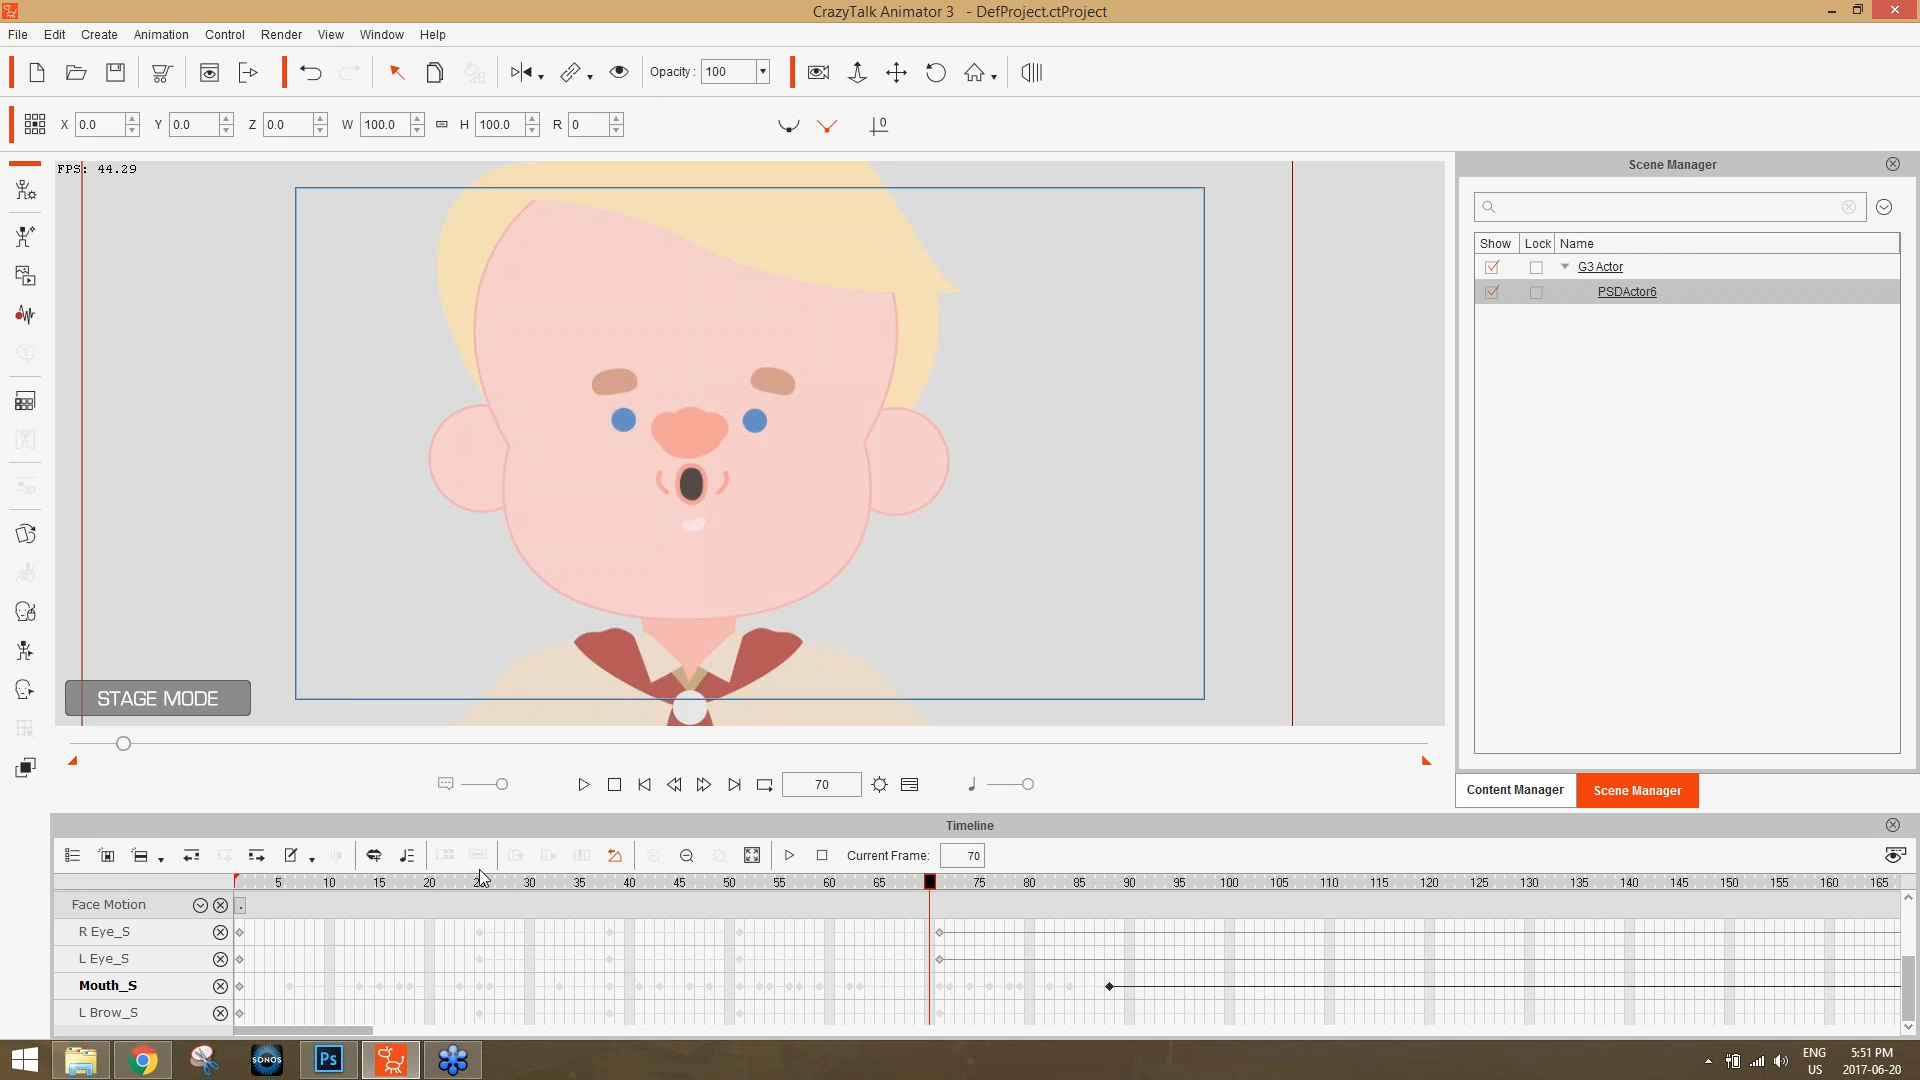 CrazyTalk Animator 3 - DefProject.ctProject
File Edit Create Animation Control Render View Window Help
Opacity : 100
X 0.0 Y 0.0 Z 0.0 W 100.0 H 100.0 R 0 0
FPS: 44.29
Scene Manager
Show Lock Name
G3 Actor
PSDActor6
STAGE MODE
70
Content Manager Scene Manager
Timeline
Current Frame: 70
5 10 15 20 25 30 35 40 45 50 55 60 65 75 80 85 90 95 100 105 110 115 120 125 130 135 140 145 150 155 160 165
Face Motion
R Eye_S
L Eye_S
Mouth_S
L Brow_S
SONOS Ps
ENG 5:51 PM
US 2017-06-20